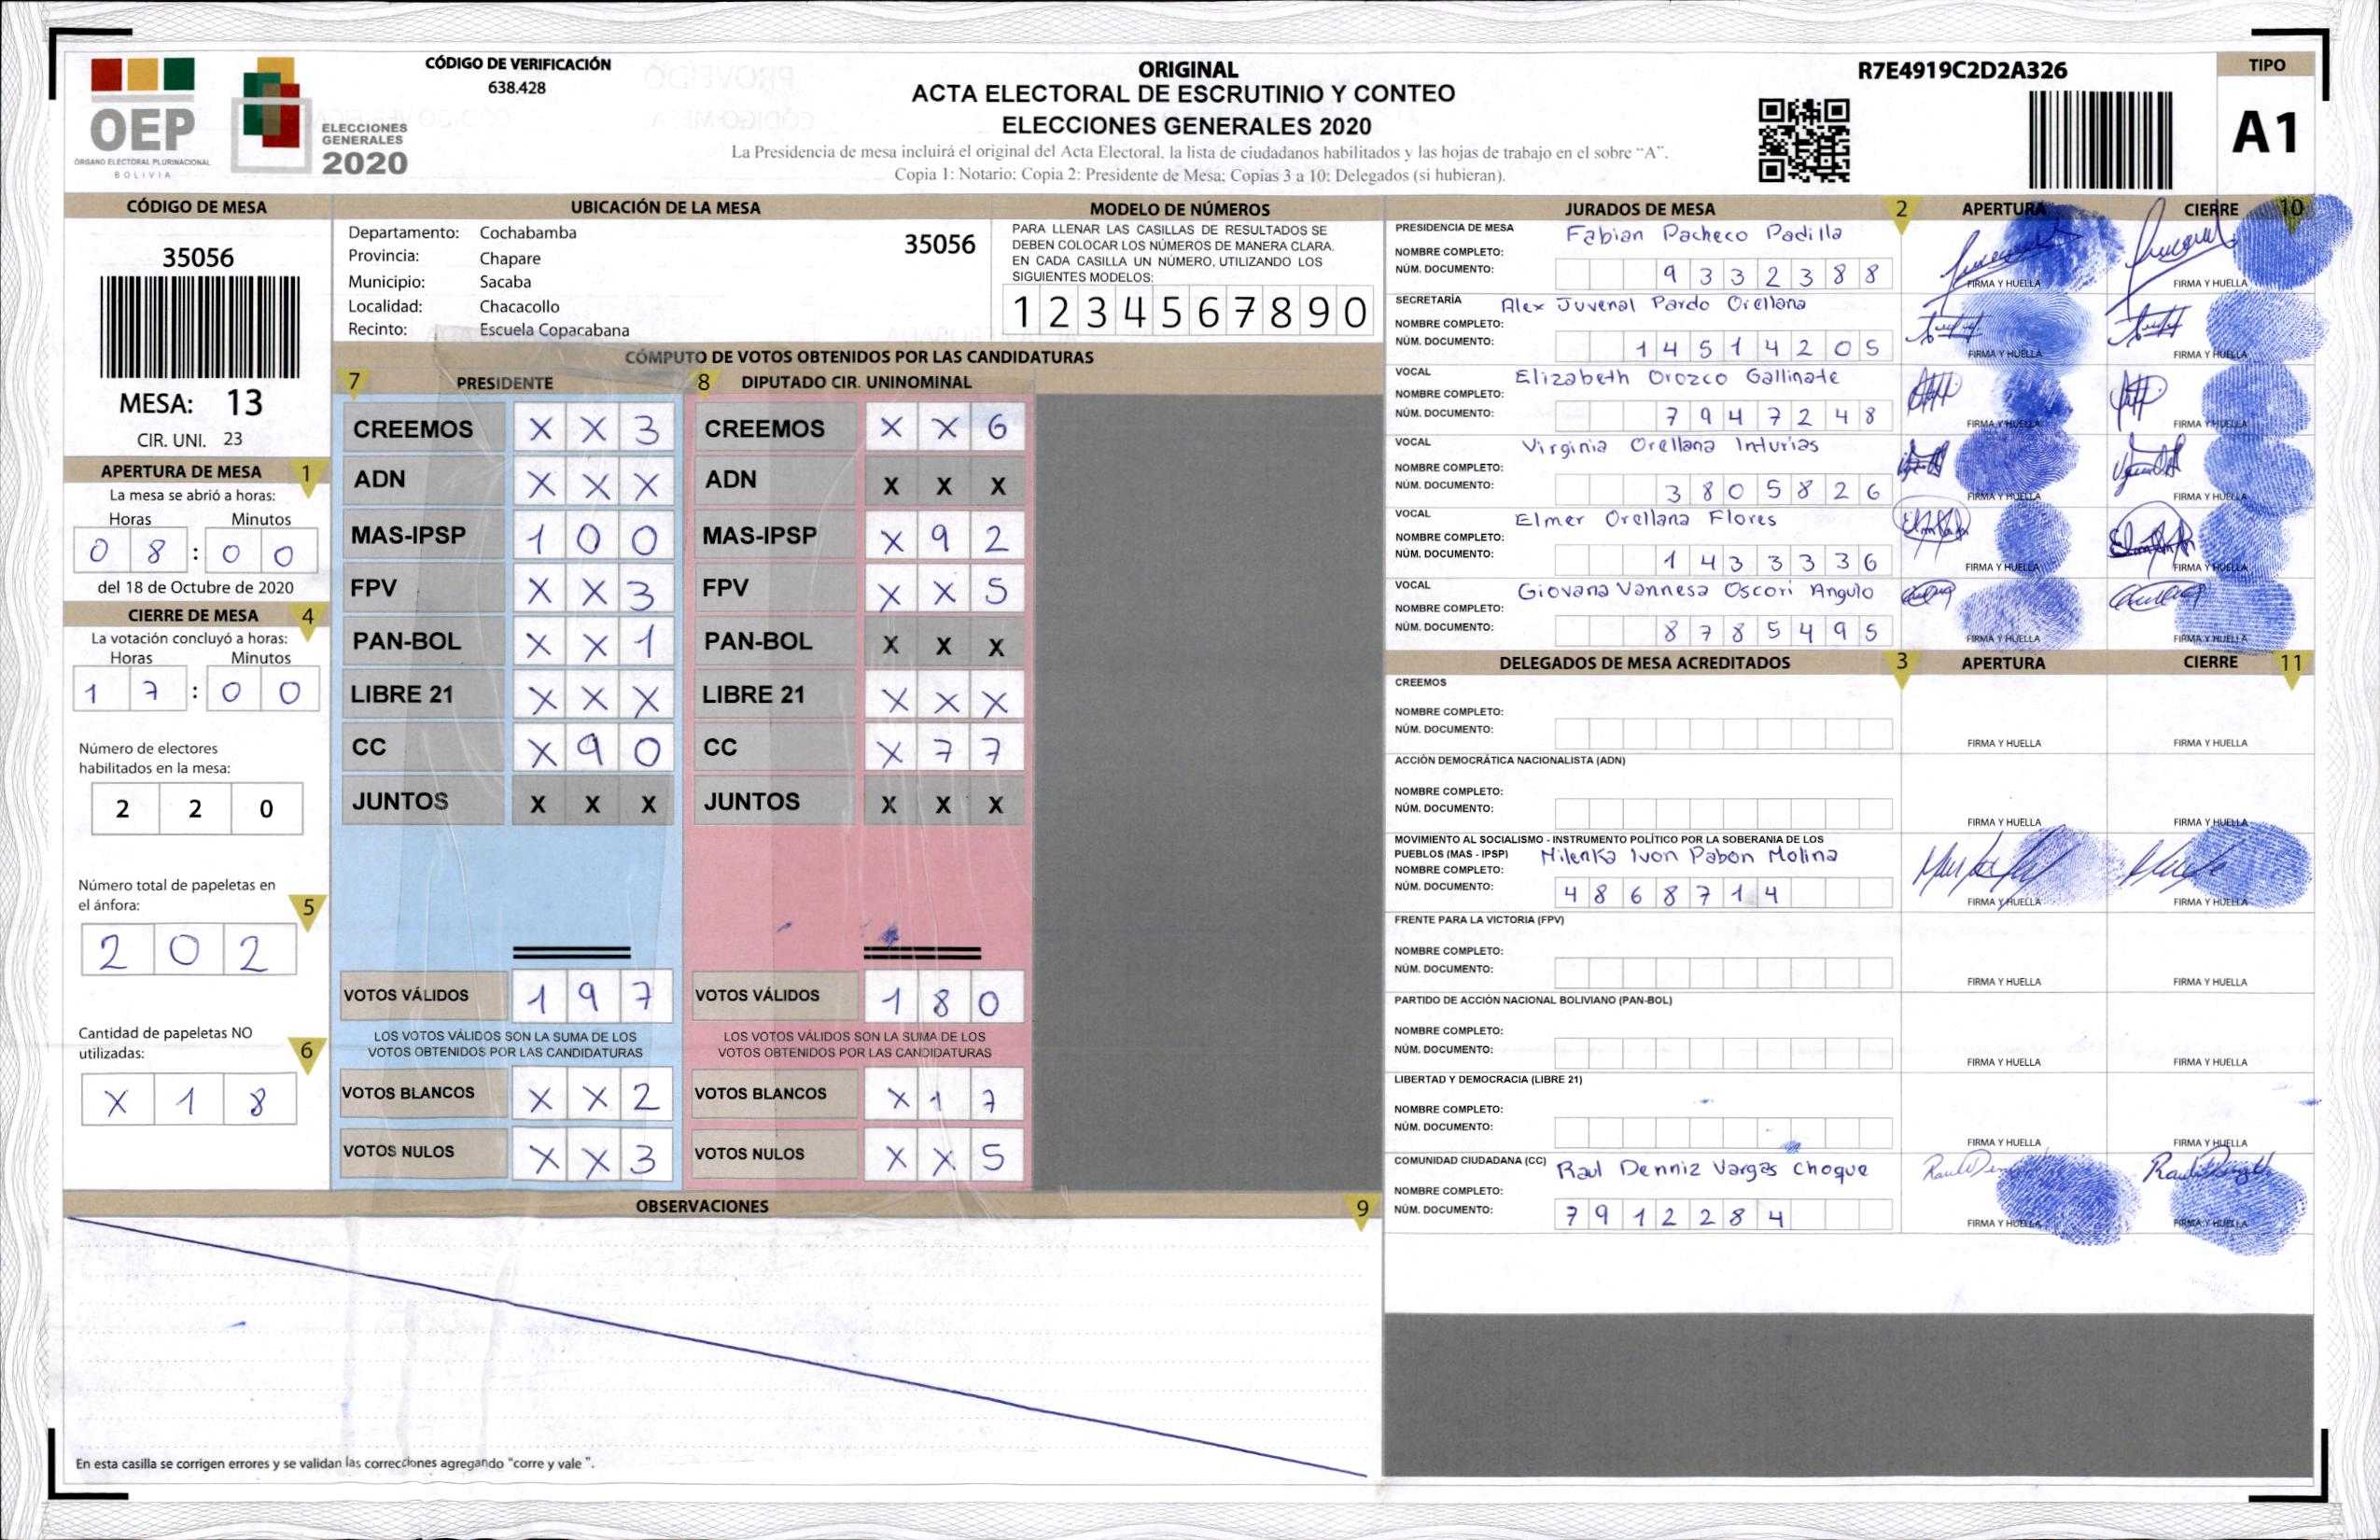 OEP
ÓRGANO ELECTORAL PLURINACIONAL
BOLIVIA
ELECCIONES
GENERALES
2020
CÓDIGO DE VERIFICACIÓN
638.428
ORIGINAL
ACTA ELECTORAL DE ESCRUTINIO Y CONTEO
ELECCIONES GENERALES 2020
La Presidencia de mesa incluirá el original del Acta Electoral, la lista de ciudadanos habilitados y las hojas de trabajo en el sobre “A”.
Copia 1: Notario; Copia 2: Presidente de Mesa; Copias 3 a 10: Delegados (si hubieran).
R7E4919C2D2A326
TIPO
A1
CÓDIGO DE MESA
35056
MESA: 13
CIR. UNI. 23
APERTURA DE MESA 1
La mesa se abrió a horas:
Horas Minutos
0 8 : 0 0
del 18 de Octubre de 2020
CIERRE DE MESA 4
La votación concluyó a horas:
Horas Minutos
1 7 : 0 0
Número de electores
habilitados en la mesa:
2 2 0
Número total de papeletas en
el ánfora: 5
2 0 2
Cantidad de papeletas NO
utilizadas: 6
X 1 8
UBICACIÓN DE LA MESA
Departamento: Cochabamba 35056
Provincia: Chapare
Municipio: Sacaba
Localidad: Chacacollo
Recinto: Escuela Copacabana
MODELO DE NÚMEROS
PARA LLENAR LAS CASILLAS DE RESULTADOS SE
DEBEN COLOCAR LOS NÚMEROS DE MANERA CLARA.
EN CADA CASILLA UN NÚMERO, UTILIZANDO LOS
SIGUIENTES MODELOS:
1 2 3 4 5 6 7 8 9 0
CÓMPUTO DE VOTOS OBTENIDOS POR LAS CANDIDATURAS
7 PRESIDENTE 8 DIPUTADO CIR. UNINOMINAL
CREEMOS X X 3 CREEMOS X X 6
ADN X X X ADN X X X
MAS-IPSP 1 0 0 MAS-IPSP X 9 2
FPV X X 3 FPV X X 5
PAN-BOL X X 1 PAN-BOL X X X
LIBRE 21 X X X LIBRE 21 X X X
CC X 9 0 CC X 7 7
JUNTOS X X X JUNTOS X X X
VOTOS VÁLIDOS 1 9 7 VOTOS VÁLIDOS 1 8 0
LOS VOTOS VÁLIDOS SON LA SUMA DE LOS LOS VOTOS VÁLIDOS SON LA SUMA DE LOS
VOTOS OBTENIDOS POR LAS CANDIDATURAS VOTOS OBTENIDOS POR LAS CANDIDATURAS
VOTOS BLANCOS X X 2 VOTOS BLANCOS X 1 7
VOTOS NULOS X X 3 VOTOS NULOS X X 5
OBSERVACIONES 9
En esta casilla se corrigen errores y se validan las correcciones agregando “corre y vale ”.
JURADOS DE MESA 2 APERTURA CIERRE 10
PRESIDENCIA DE MESA Fabian Pacheco Padilla
NOMBRE COMPLETO:
NÚM. DOCUMENTO: 9 3 3 2 3 8 8 FIRMA Y HUELLA FIRMA Y HUELLA
SECRETARÍA Alex Juvenal Pardo Orellana
NOMBRE COMPLETO:
NÚM. DOCUMENTO: 1 4 5 1 4 2 0 5 FIRMA Y HUELLA FIRMA Y HUELLA
VOCAL Elizabeth Orozco Gallinate
NOMBRE COMPLETO:
NÚM. DOCUMENTO: 7 9 4 7 2 4 8 FIRMA Y HUELLA FIRMA Y HUELLA
VOCAL Virginia Orellana Inturias
NOMBRE COMPLETO:
NÚM. DOCUMENTO: 3 8 0 5 8 2 6 FIRMA Y HUELLA FIRMA Y HUELLA
VOCAL Elmer Orellana Flores
NOMBRE COMPLETO:
NÚM. DOCUMENTO: 1 4 3 3 3 3 6 FIRMA Y HUELLA FIRMA Y HUELLA
VOCAL Giovana Vannesa Oscori Angulo
NOMBRE COMPLETO:
NÚM. DOCUMENTO: 8 7 8 5 4 9 5 FIRMA Y HUELLA FIRMA Y HUELLA
DELEGADOS DE MESA ACREDITADOS 3 APERTURA CIERRE 11
CREEMOS
NOMBRE COMPLETO:
NÚM. DOCUMENTO: FIRMA Y HUELLA FIRMA Y HUELLA
ACCIÓN DEMOCRÁTICA NACIONALISTA (ADN)
NOMBRE COMPLETO:
NÚM. DOCUMENTO: FIRMA Y HUELLA FIRMA Y HUELLA
MOVIMIENTO AL SOCIALISMO - INSTRUMENTO POLÍTICO POR LA SOBERANIA DE LOS
PUEBLOS (MAS - IPSP) Milenka Ivon Pabon Molina
NOMBRE COMPLETO:
NÚM. DOCUMENTO: 4 8 6 8 7 1 4 FIRMA Y HUELLA FIRMA Y HUELLA
FRENTE PARA LA VICTORIA (FPV)
NOMBRE COMPLETO:
NÚM. DOCUMENTO: FIRMA Y HUELLA FIRMA Y HUELLA
PARTIDO DE ACCIÓN NACIONAL BOLIVIANO (PAN-BOL)
NOMBRE COMPLETO:
NÚM. DOCUMENTO: FIRMA Y HUELLA FIRMA Y HUELLA
LIBERTAD Y DEMOCRACIA (LIBRE 21)
NOMBRE COMPLETO:
NÚM. DOCUMENTO: FIRMA Y HUELLA FIRMA Y HUELLA
COMUNIDAD CIUDADANA (CC) Raul Denniz Vargas Choque
NOMBRE COMPLETO:
NÚM. DOCUMENTO: 7 9 1 2 2 8 4 FIRMA Y HUELLA FIRMA Y HUELLA